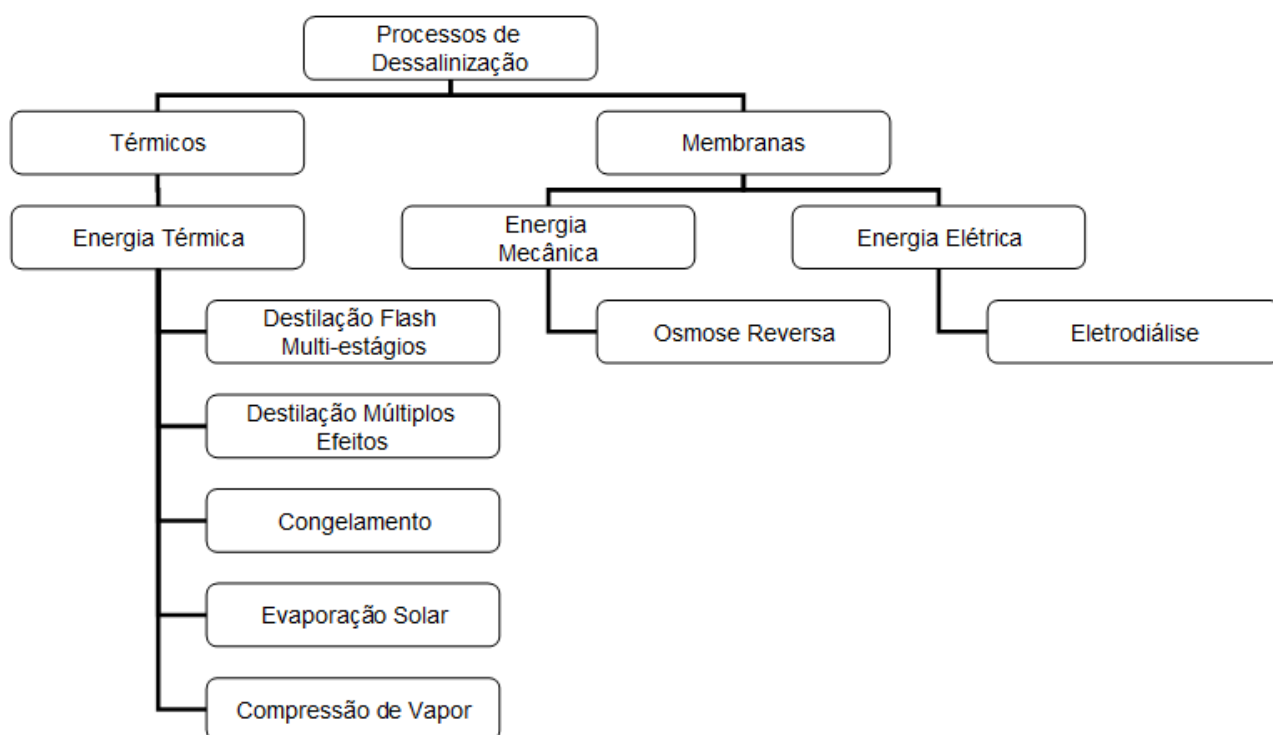 Processos de
Dessalinização
Térmicos
Membranas
Energia Térmica
Energia
Mecânica
Energia Elétrica
Destilação Flash
Multi-estágios
Osmose Reversa
Eletrodiálise
Destilação Múltiplos
Efeitos
Congelamento
Evaporação Solar
Compressão de Vapor